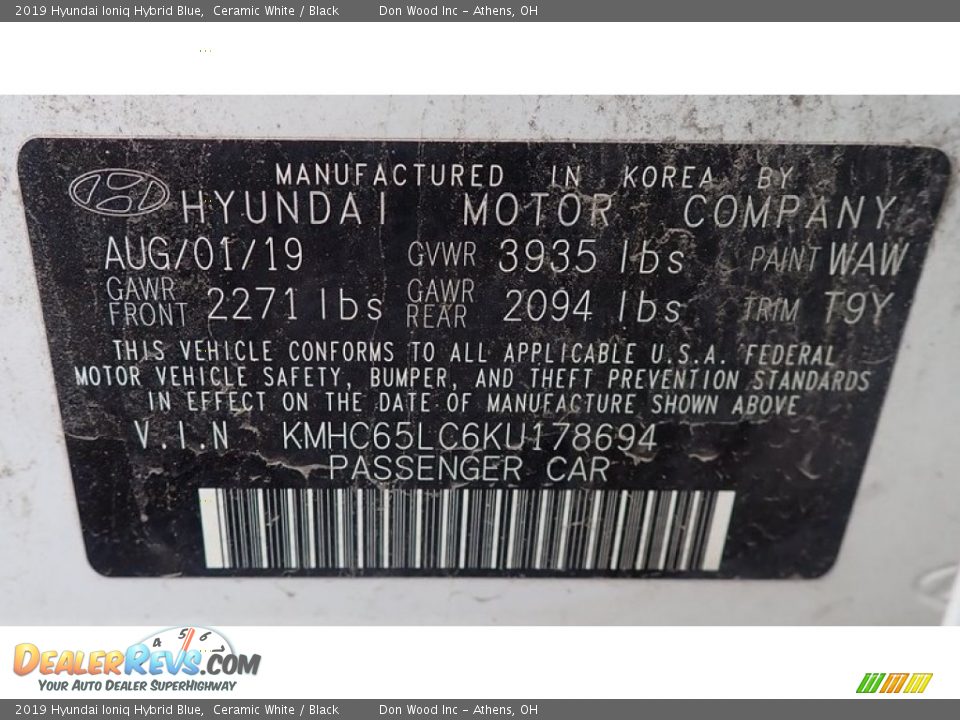 2019 Hyundai Ioniq Hybrid Blue, Ceramic White / Black Don Wood Inc - Athens, OH
MANUFACTURED IN KOREA BY
HYUNDAI MOTOR COMPANY
AUG/01/19 GVWR 3935 lbs PAINT WAW
GAWR FRONT 2271 lbs GAWR REAR 2094 lbs TRIM T9Y
THIS VEHICLE CONFORMS TO ALL APPLICABLE U.S.A. FEDERAL
MOTOR VEHICLE SAFETY, BUMPER, AND THEFT PREVENTION STANDARDS
IN EFFECT ON THE DATE OF MANUFACTURE SHOWN ABOVE
V.I.N KMHC65LC6KU178694
PASSENGER CAR
4 5 6 7
DEALERREVS.COM
YOUR AUTO DEALER SUPERHIGHWAY
2019 Hyundai Ioniq Hybrid Blue, Ceramic White / Black Don Wood Inc - Athens, OH